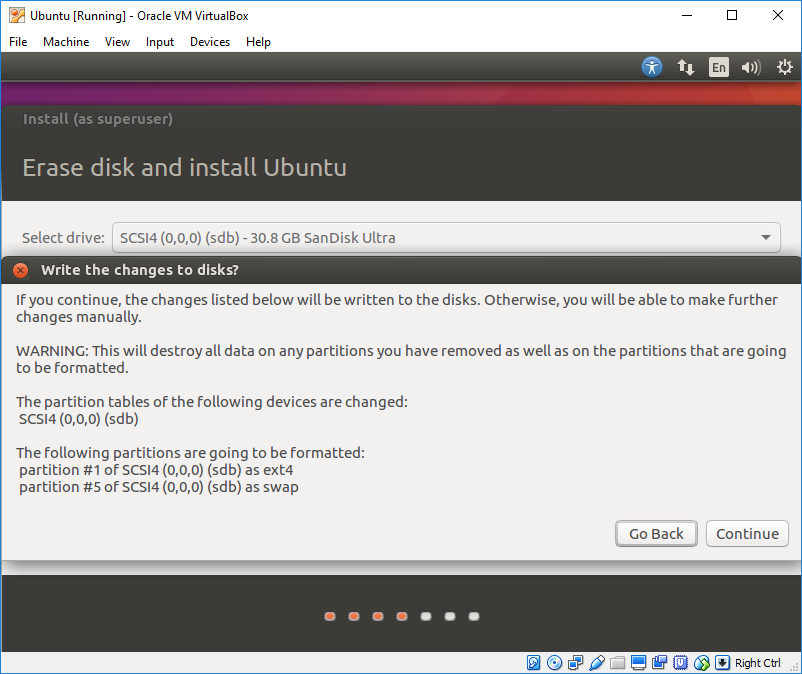 Ubuntu [Running] - Oracle VM VirtualBox
File Machine View Input Devices Help
En
Install (as superuser)
Erase disk and install Ubuntu
Select drive: SCSI4 (0,0,0) (sdb) - 30.8 GB SanDisk Ultra
Write the changes to disks?
If you continue, the changes listed below will be written to the disks. Otherwise, you will be able to make further
changes manually.
WARNING: This will destroy all data on any partitions you have removed as well as on the partitions that are going
to be formatted.
The partition tables of the following devices are changed:
SCSI4 (0,0,0) (sdb)
The following partitions are going to be formatted:
partition #1 of SCSI4 (0,0,0) (sdb) as ext4
partition #5 of SCSI4 (0,0,0) (sdb) as swap
Go Back Continue
Right Ctrl